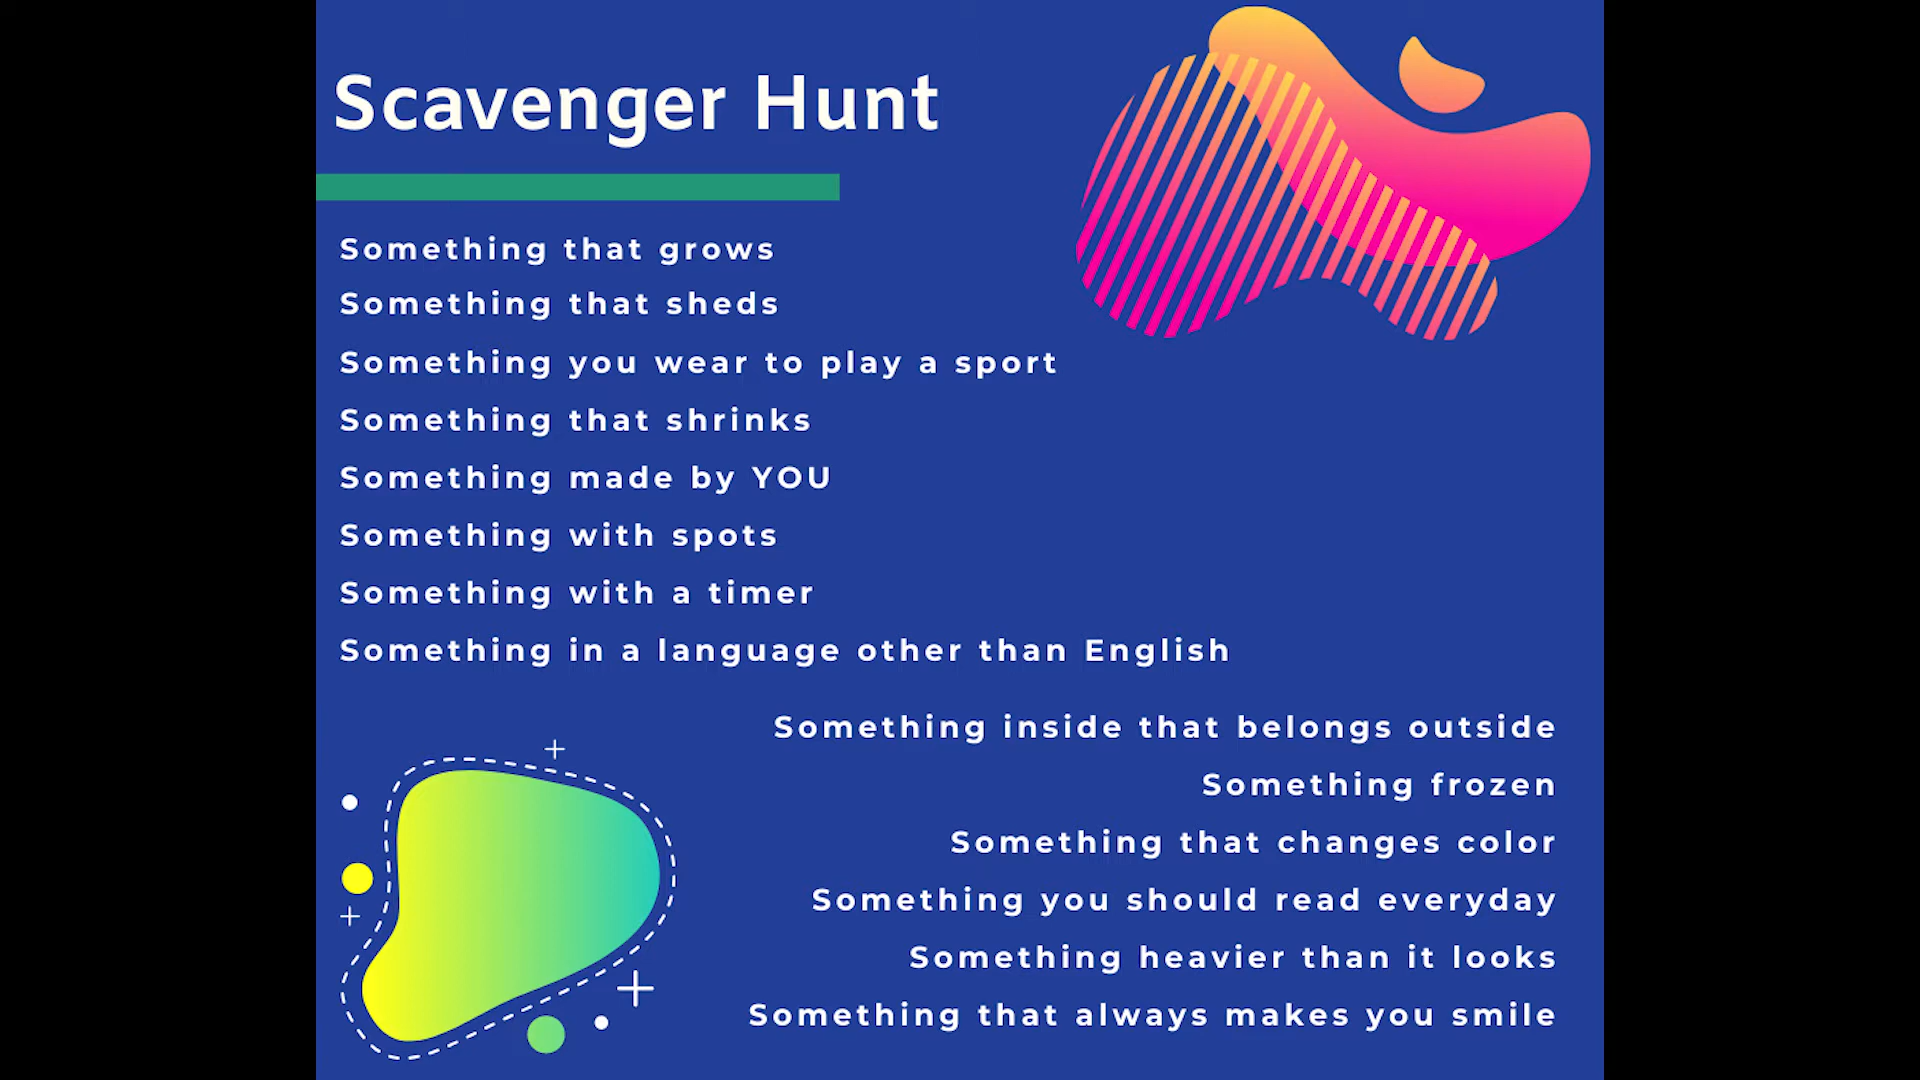 Scavenger Hunt
Something that grows
Something that sheds
Something you wear to play a sport
Something that shrinks
Something made by YOU
Something with spots
Something with a timer
Something in a language other than English
Something inside that belongs outside
Something frozen
Something that changes color
Something you should read everyday
Something heavier than it looks
Something that always makes you smile